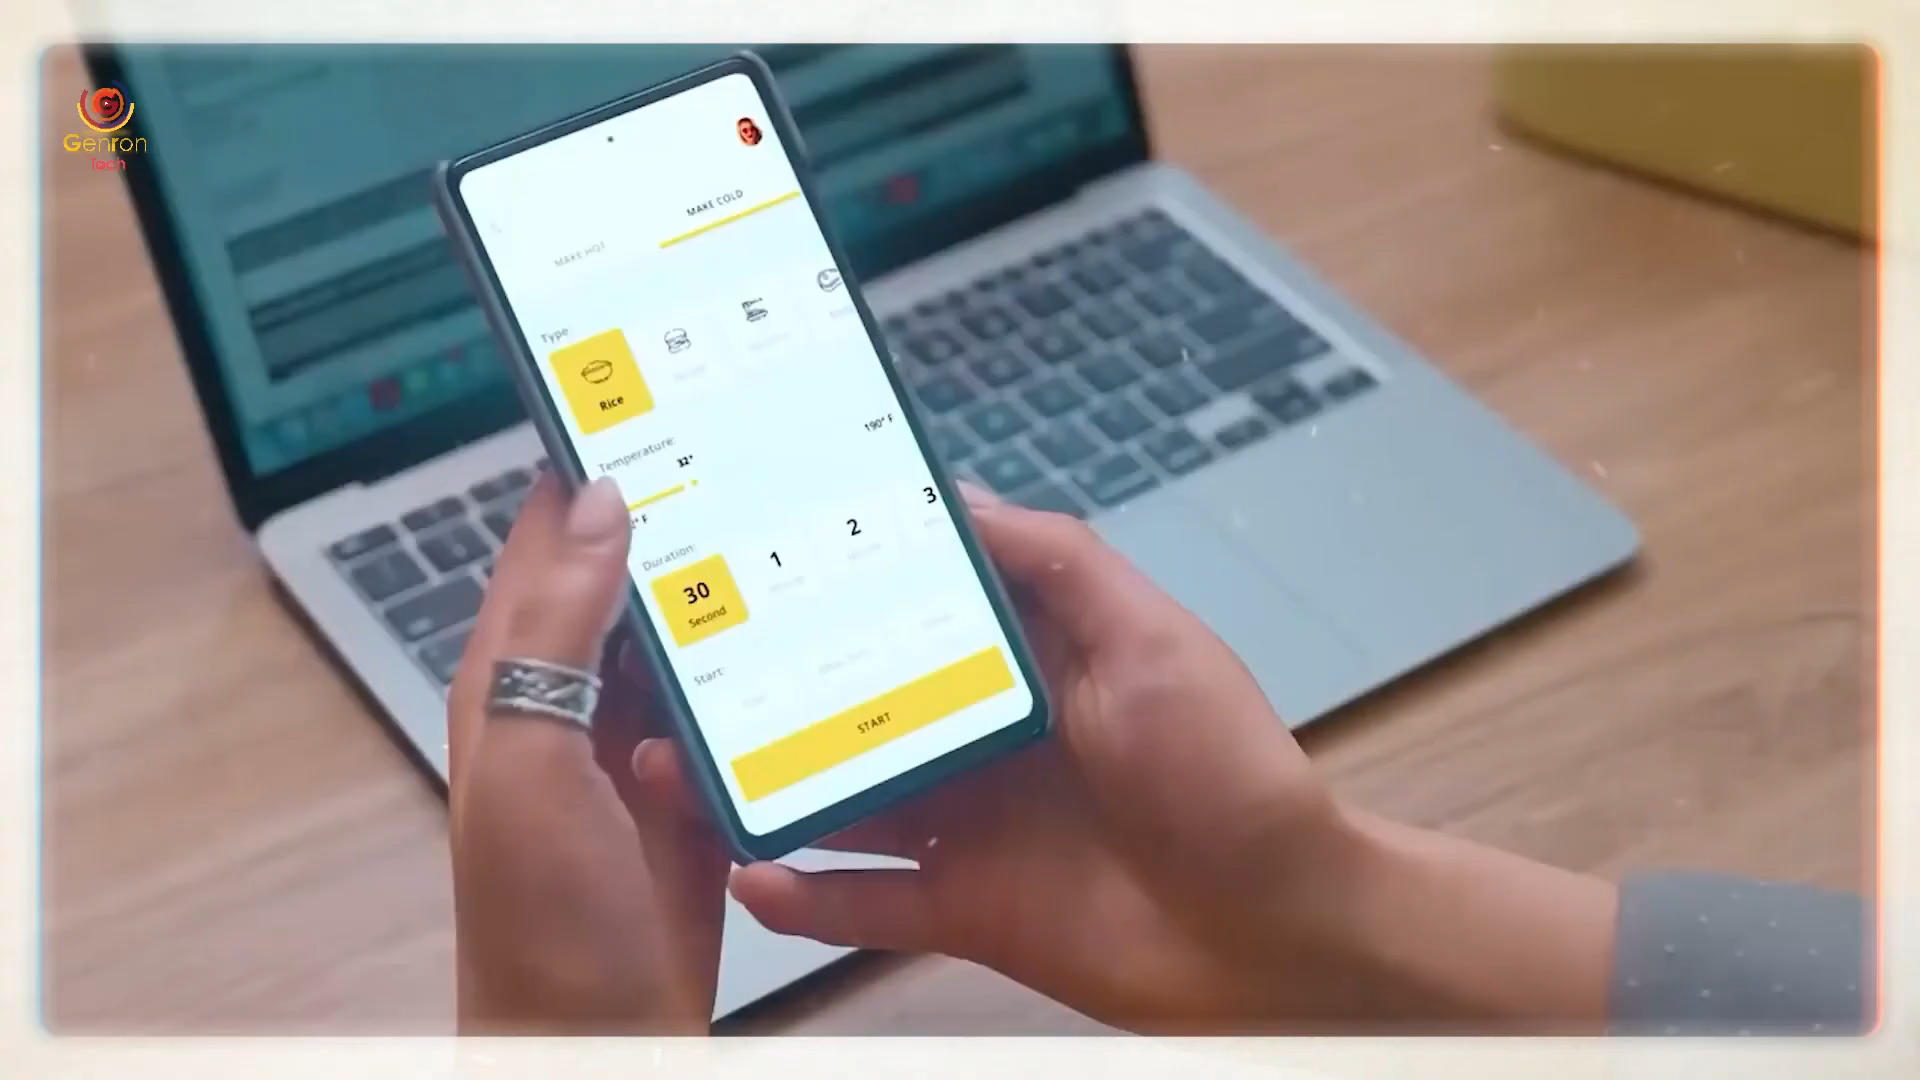 Genron
Tech
MAKE COLD
MAKE HOT
Type:
Rice
Temperature:
32°
190° F
2° F
Duration:
30
Second
1
2
3
Start:
START